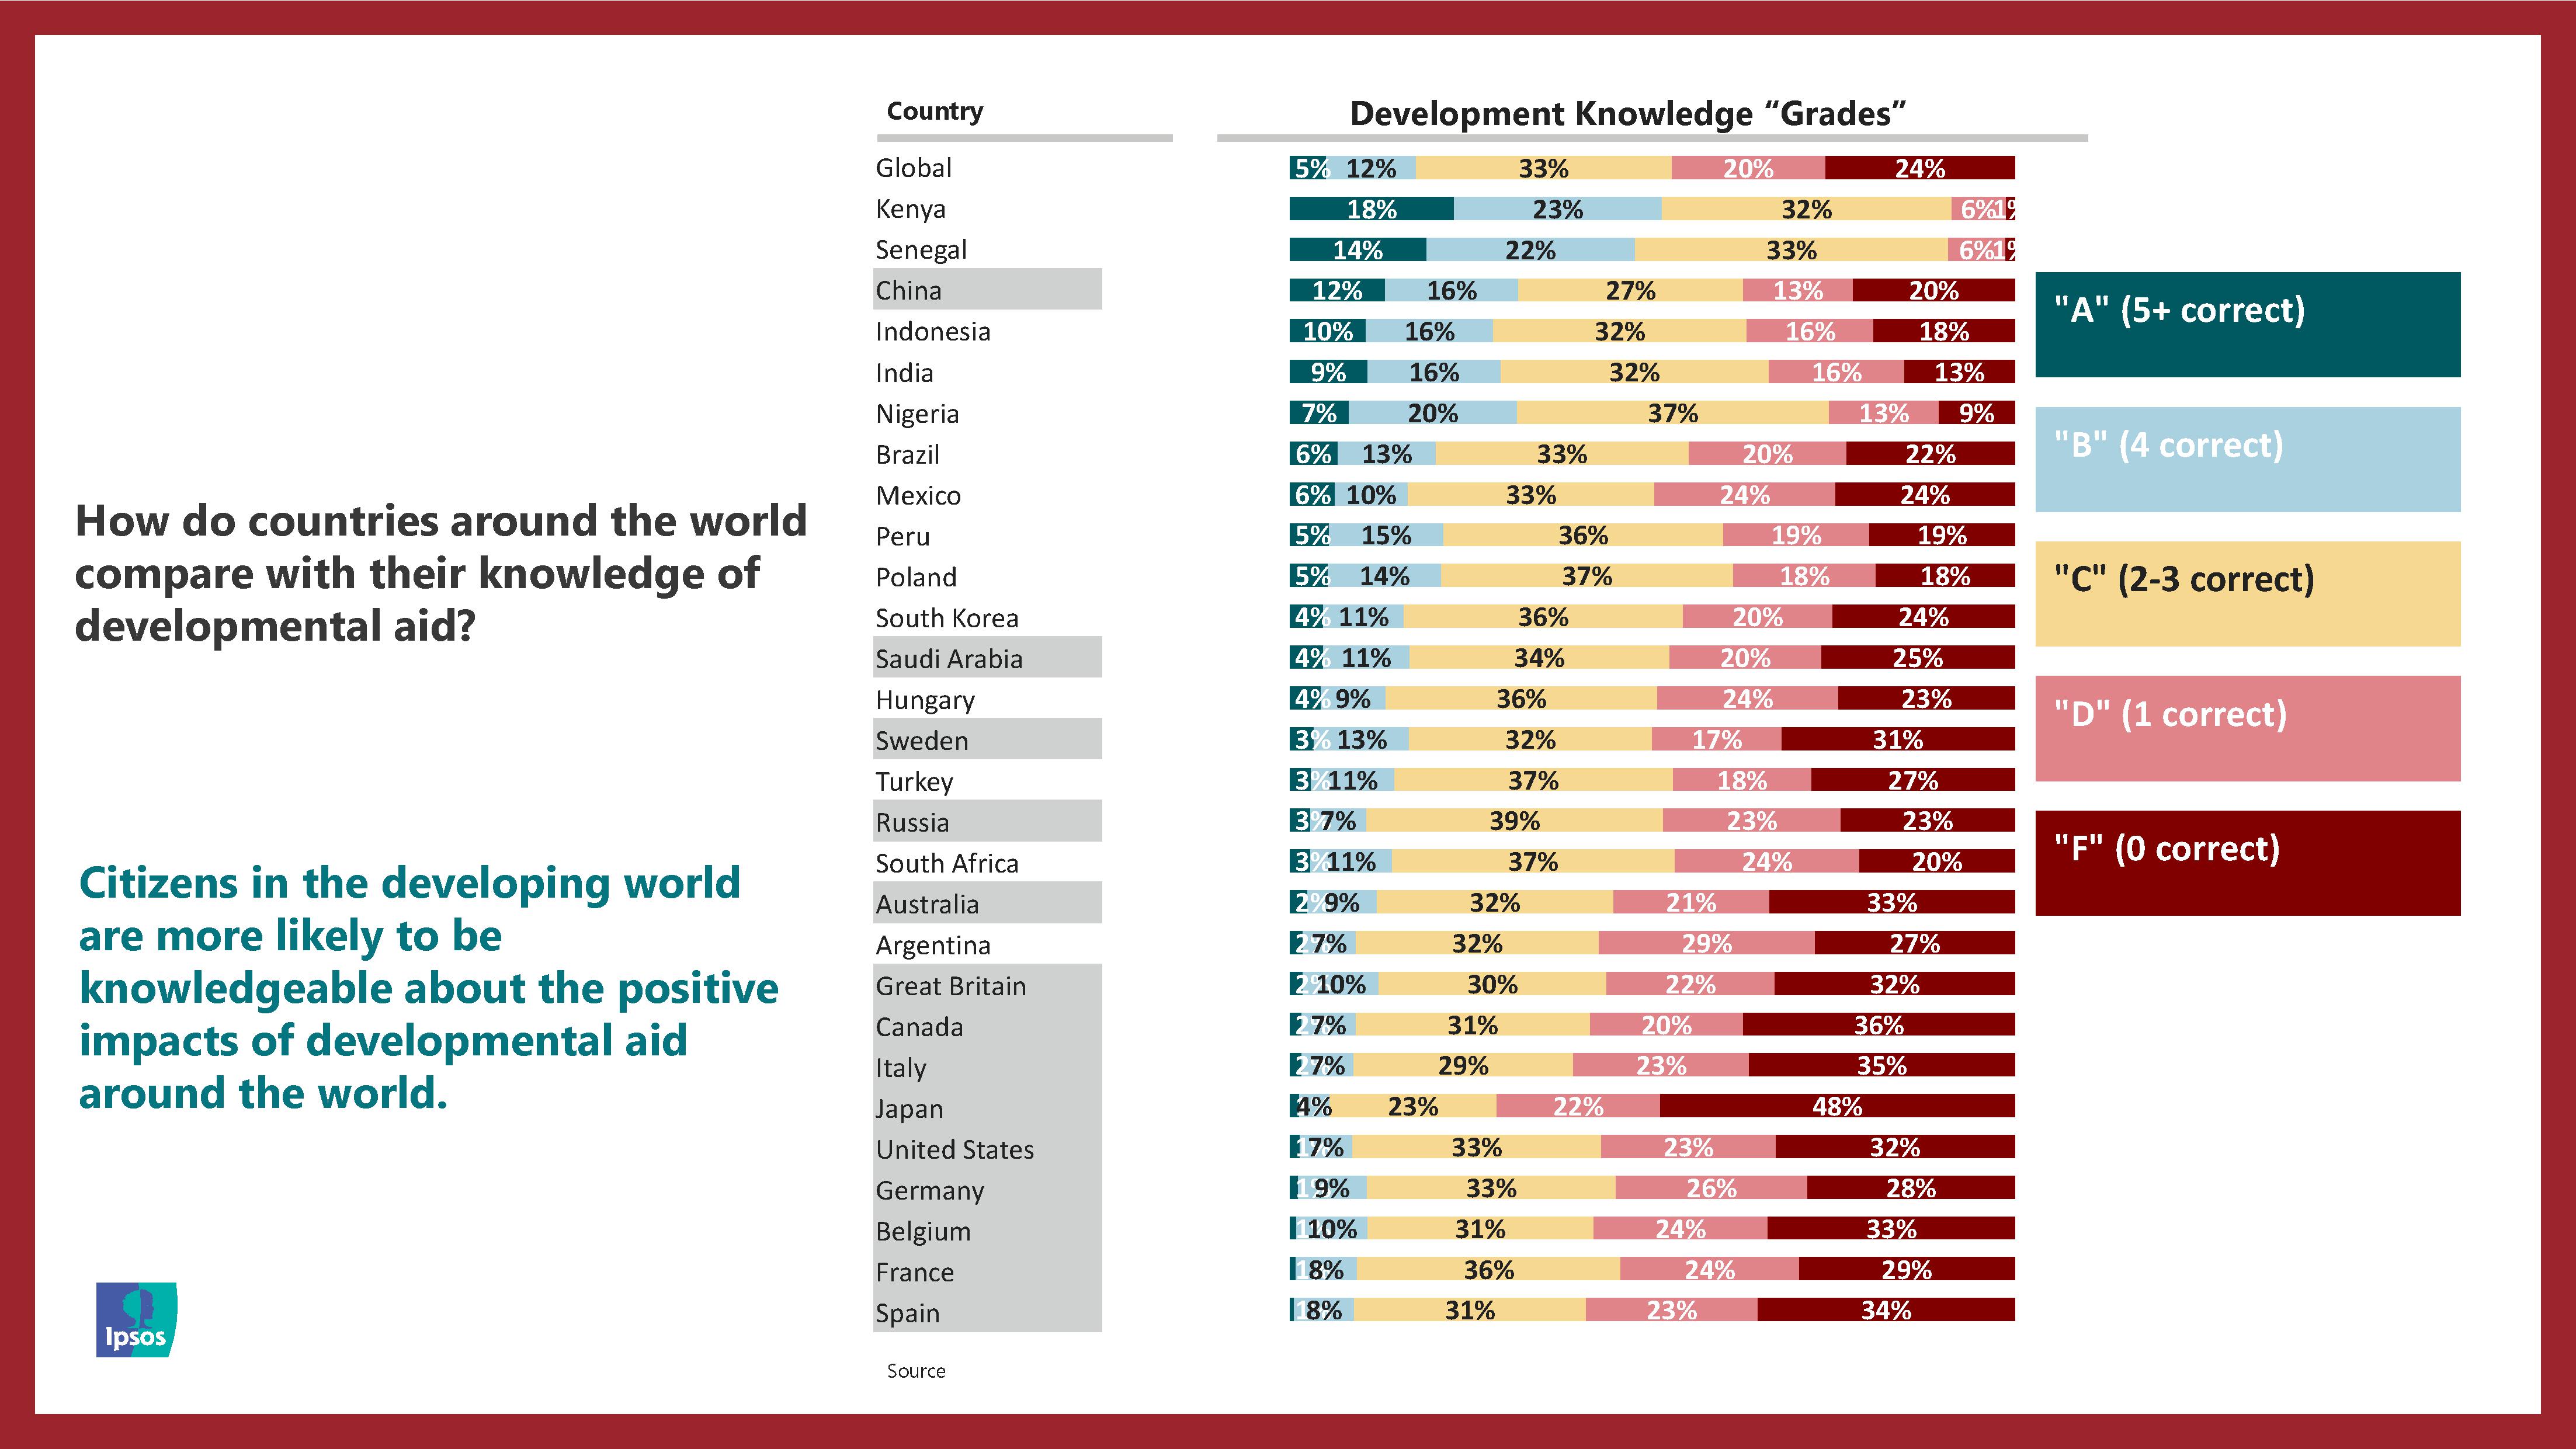 Country
Development Knowledge “Grades”
Global 5% 12% 33% 20% 24%
Kenya 18% 23% 32% 6% 1%
Senegal 14% 22% 33% 6% 1%
China 12% 16% 27% 13% 20%
Indonesia 10% 16% 32% 16% 18%
India 9% 16% 32% 16% 13%
Nigeria 7% 20% 37% 13% 9%
Brazil 6% 13% 33% 20% 22%
Mexico 6% 10% 33% 24% 24%
Peru 5% 15% 36% 19% 19%
Poland 5% 14% 37% 18% 18%
South Korea 4% 11% 36% 20% 24%
Saudi Arabia 4% 11% 34% 20% 25%
Hungary 4% 9% 36% 24% 23%
Sweden 3% 13% 32% 17% 31%
Turkey 3% 11% 37% 18% 27%
Russia 3% 7% 39% 23% 23%
South Africa 3% 11% 37% 24% 20%
Australia 2% 9% 32% 21% 33%
Argentina 2% 7% 32% 29% 27%
Great Britain 2% 10% 30% 22% 32%
Canada 2% 7% 31% 20% 36%
Italy 2% 7% 29% 23% 35%
Japan 4% 23% 22% 48%
United States 1% 7% 33% 23% 32%
Germany 1% 9% 33% 26% 28%
Belgium 1% 10% 31% 24% 33%
France 1% 8% 36% 24% 29%
Spain 1% 8% 31% 23% 34%
"A" (5+ correct)
"B" (4 correct)
"C" (2-3 correct)
"D" (1 correct)
"F" (0 correct)
How do countries around the world
compare with their knowledge of
developmental aid?
Citizens in the developing world
are more likely to be
knowledgeable about the positive
impacts of developmental aid
around the world.
Ipsos
Source